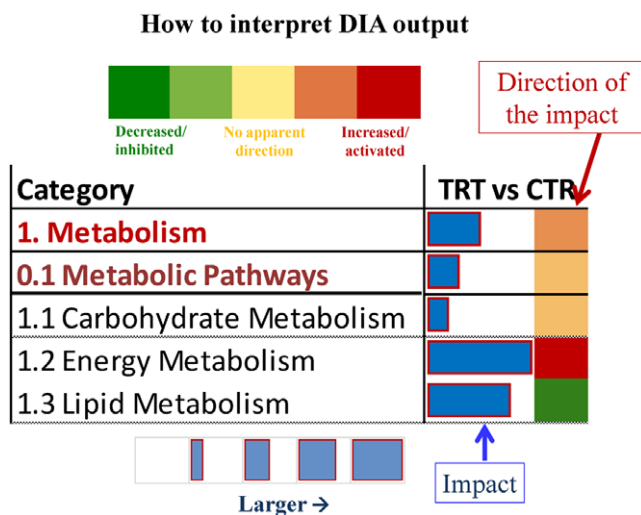 How to interpret DIA output
Direction of
the impact
Decreased/
inhibited
No apparent
direction
Increased/
activated
Category
TRT vs CTR
1. Metabolism
0.1 Metabolic Pathways
1.1 Carbohydrate Metabolism
1.2 Energy Metabolism
1.3 Lipid Metabolism
Larger →
Impact